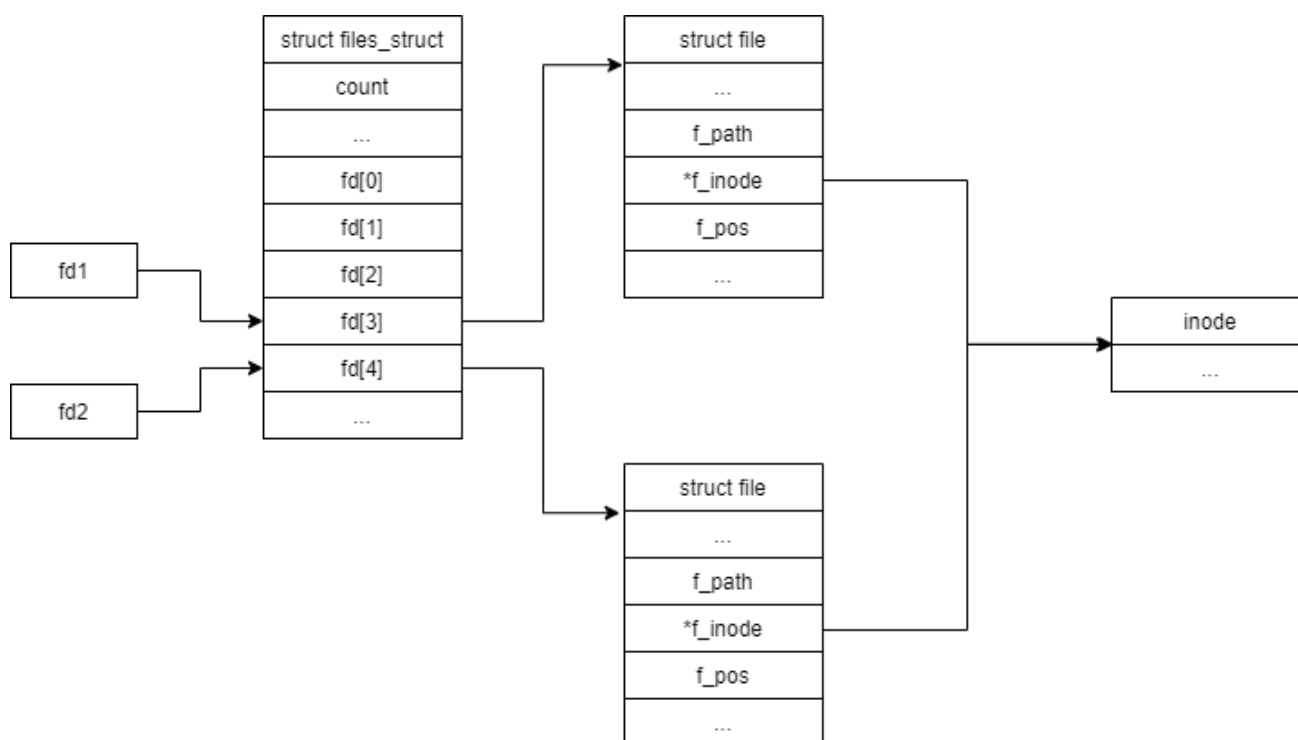 fd1
fd2
struct files_struct
count
...
fd[0]
fd[1]
fd[2]
fd[3]
fd[4]
...
struct file
...
f_path
*f_inode
f_pos
...
struct file
...
f_path
*f_inode
f_pos
...
inode
...